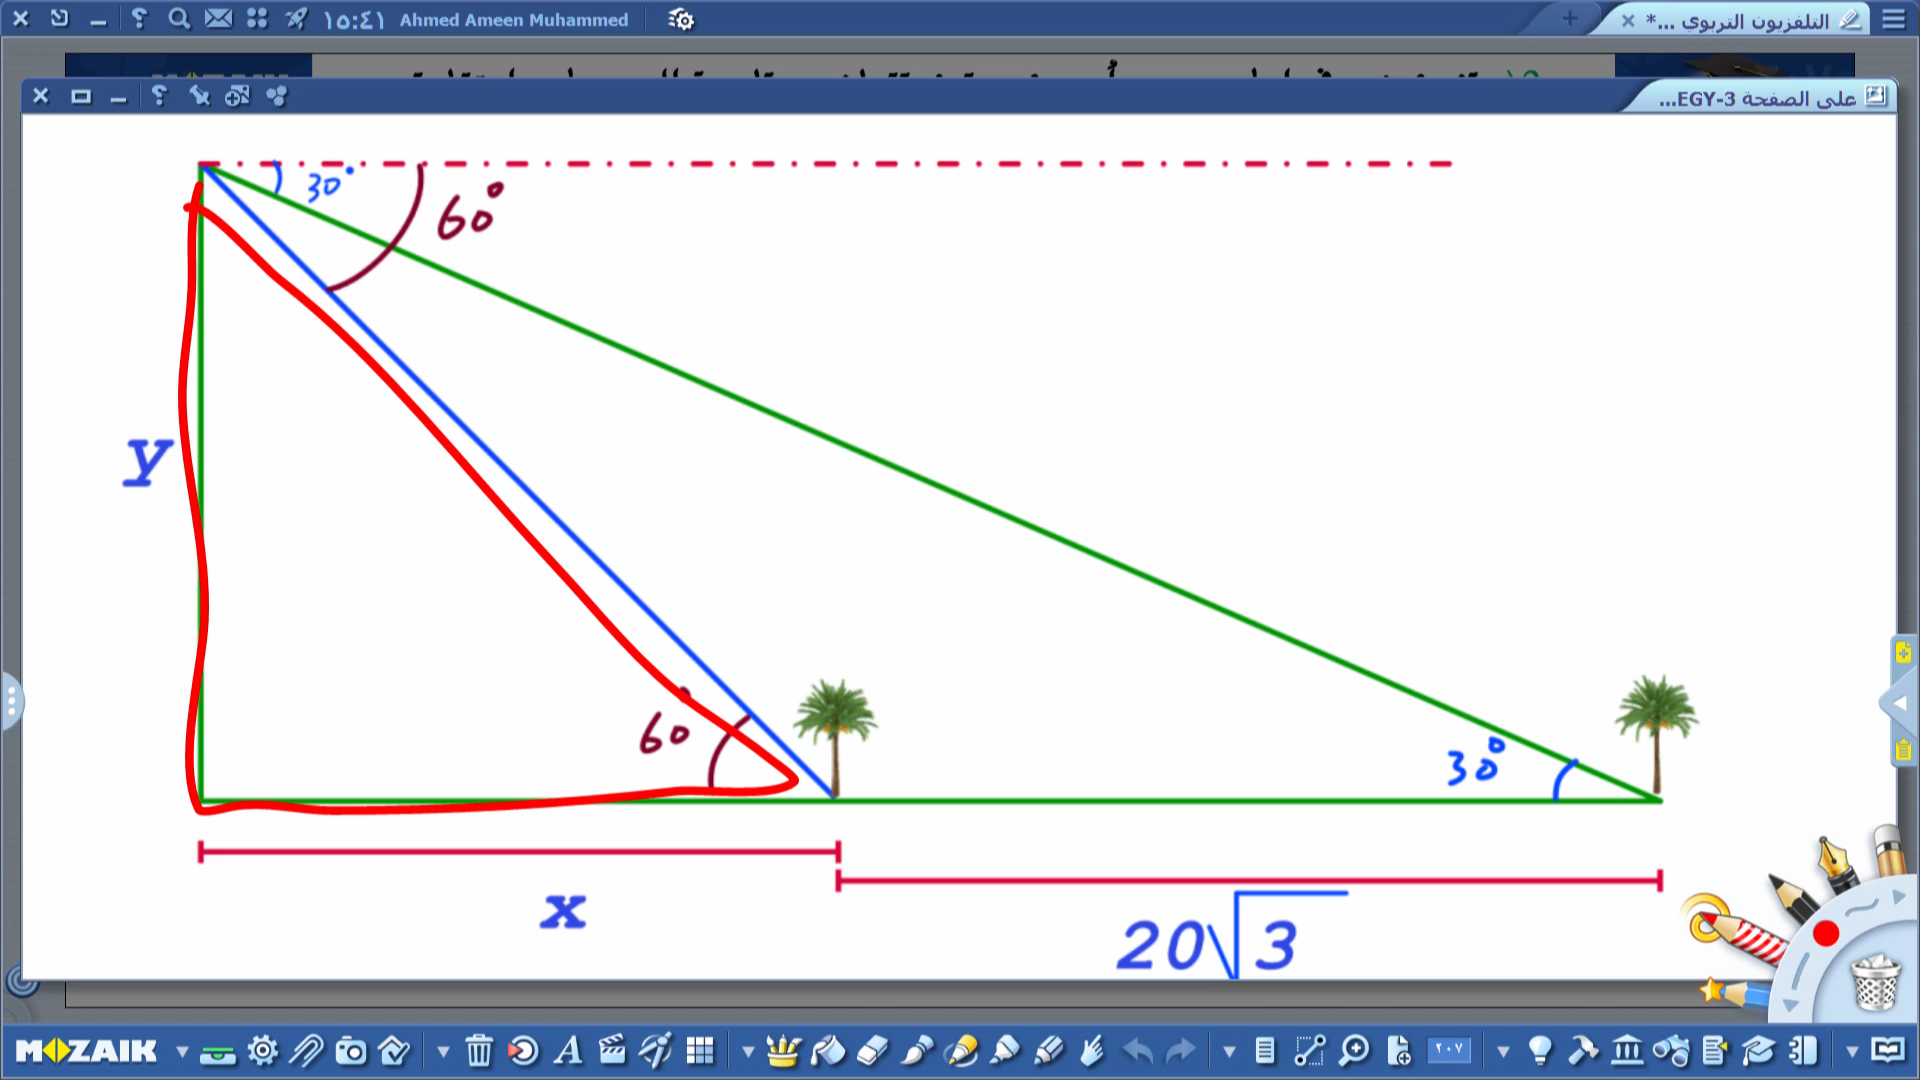 ١٥:٤١ Ahmed Ameen Muhammed
التلفزيون التربوي ...*
على الصفحة EGY-3...
30°
60°
y
60°
30°
x
20√3
MOZAIK
٢٠٧